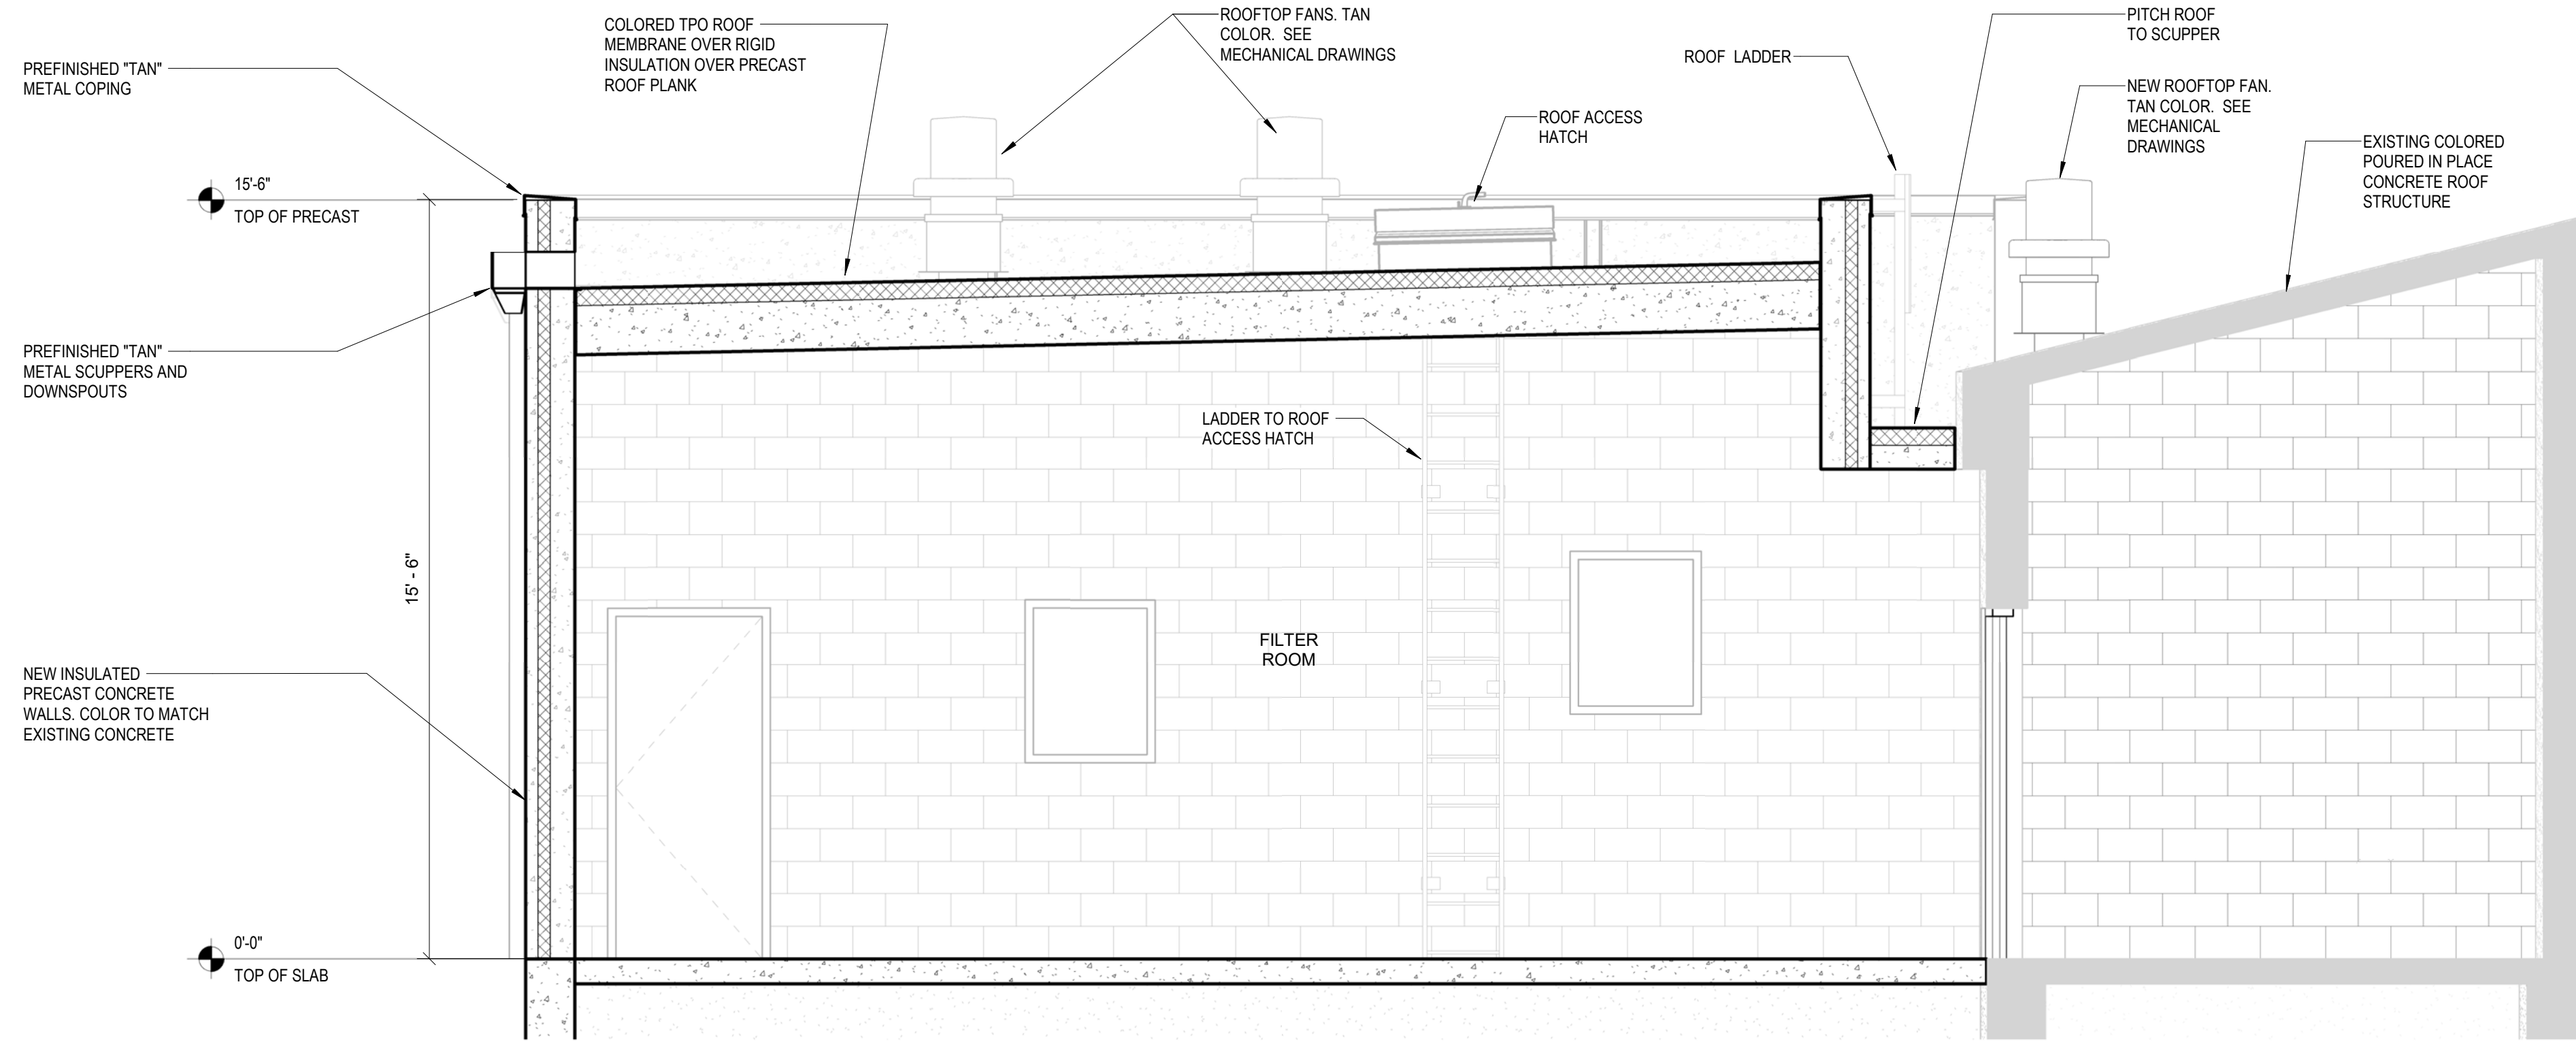 COLORED TPO ROOF
MEMBRANE OVER RIGID
INSULATION OVER PRECAST
ROOF PLANK
ROOFTOP FANS. TAN
COLOR.  SEE
MECHANICAL DRAWINGS
PITCH ROOF
TO SCUPPER
ROOF  LADDER
PREFINISHED "TAN"
METAL COPING
NEW ROOFTOP FAN.
TAN COLOR.  SEE
MECHANICAL
DRAWINGS
ROOF ACCESS
HATCH
EXISTING COLORED
POURED IN PLACE
CONCRETE ROOF
STRUCTURE
15'-6"
TOP OF PRECAST
PREFINISHED "TAN"
METAL SCUPPERS AND
DOWNSPOUTS
LADDER TO ROOF
ACCESS HATCH
15' - 6"
FILTER
ROOM
NEW INSULATED
PRECAST CONCRETE
WALLS. COLOR TO MATCH
EXISTING CONCRETE
0'-0"
TOP OF SLAB